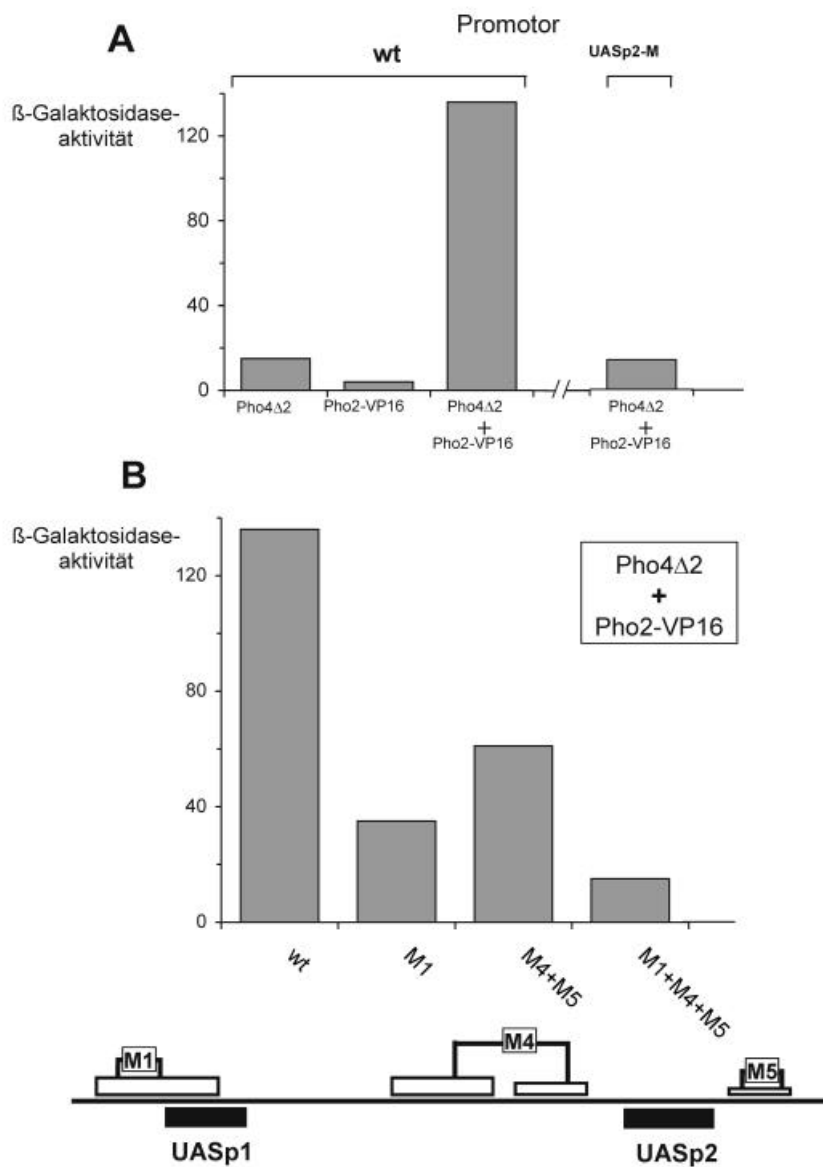 A
Promotor
wt
UASp2-M
ß-Galaktosidase-
aktivität
120
80
40
0
Pho4Δ2
Pho2-VP16
Pho4Δ2
+
Pho2-VP16
Pho4Δ2
+
Pho2-VP16
B
ß-Galaktosidase-
aktivität
120
80
40
0
Pho4Δ2
+
Pho2-VP16
wt
M1
M4+M5
M1+M4+M5
M1
M4
M5
UASp1
UASp2